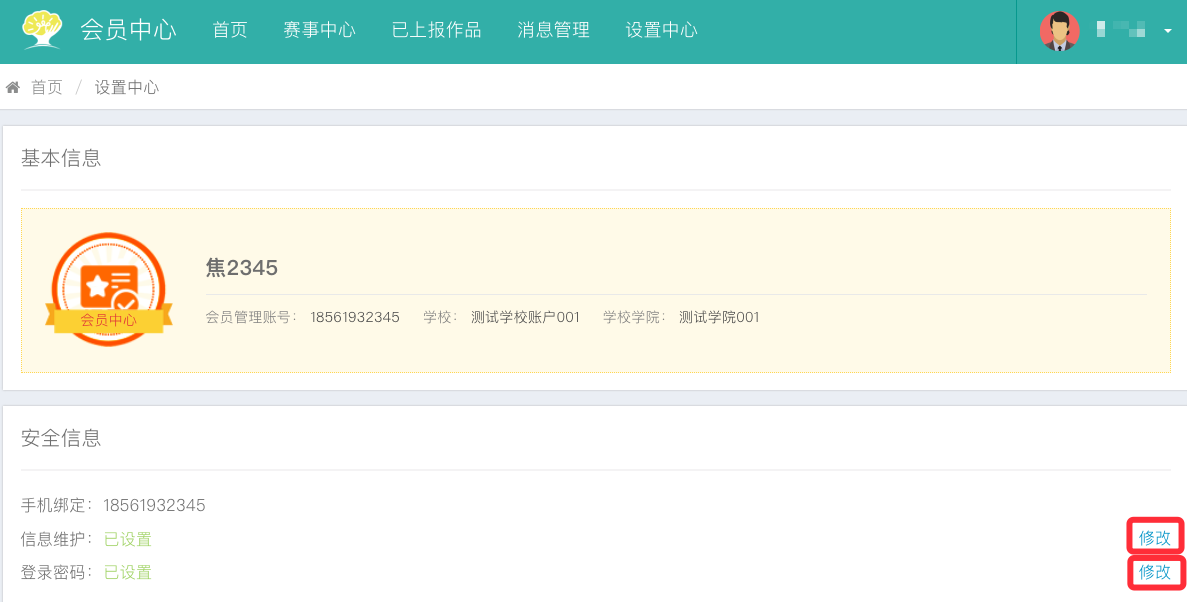 会员中心 首页 赛事中心 已上报作品 消息管理 设置中心
首页 / 设置中心
基本信息
会员中心
焦2345
会员管理账号： 18561932345 学校： 测试学校账户001 学校学院： 测试学院001
安全信息
手机绑定： 18561932345
信息维护： 已设置 修改
登录密码： 已设置 修改